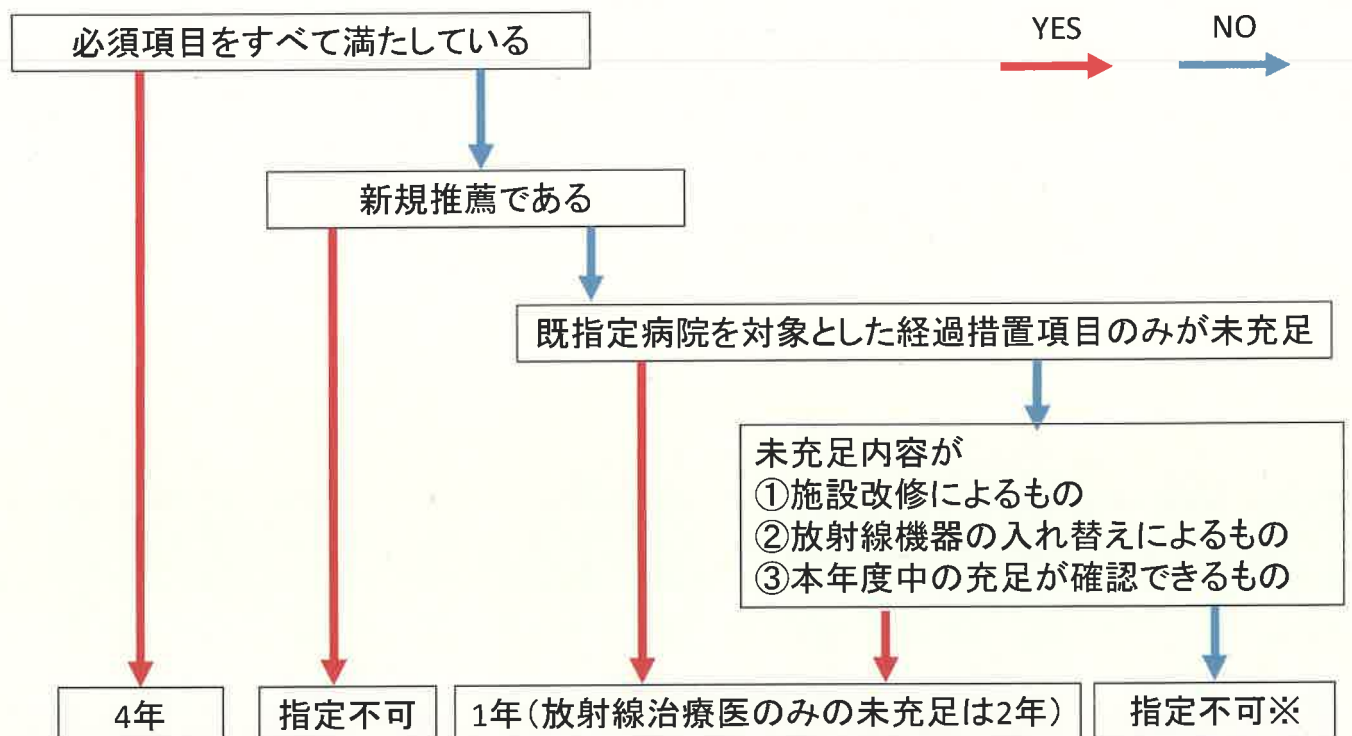 必須項目をすべて満たしている
YES
NO
新規推薦である
既指定病院を対象とした経過措置項目のみが未充足
未充足内容が
①施設改修によるもの
②放射線機器の入れ替えによるもの
③本年度中の充足が確認できるもの
4年
指定不可
1年(放射線治療医のみの未充足は2年)
指定不可※